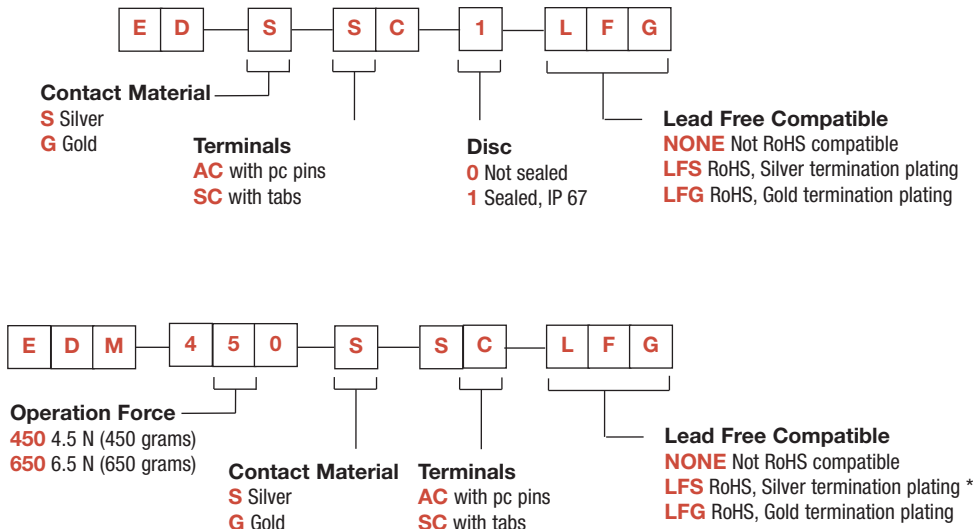 E D S S C 1 L F G
Contact Material
S Silver
G Gold
Terminals
AC with pc pins
SC with tabs
Disc
0 Not sealed
1 Sealed, IP 67
Lead Free Compatible
NONE Not RoHS compatible
LFS RoHS, Silver termination plating
LFG RoHS, Gold termination plating
E D M 4 5 0 S S C L F G
Operation Force
450 4.5 N (450 grams)
650 6.5 N (650 grams)
Contact Material
S Silver
G Gold
Terminals
AC with pc pins
SC with tabs
Lead Free Compatible
NONE Not RoHS compatible
LFS RoHS, Silver termination plating *
LFG RoHS, Gold termination plating